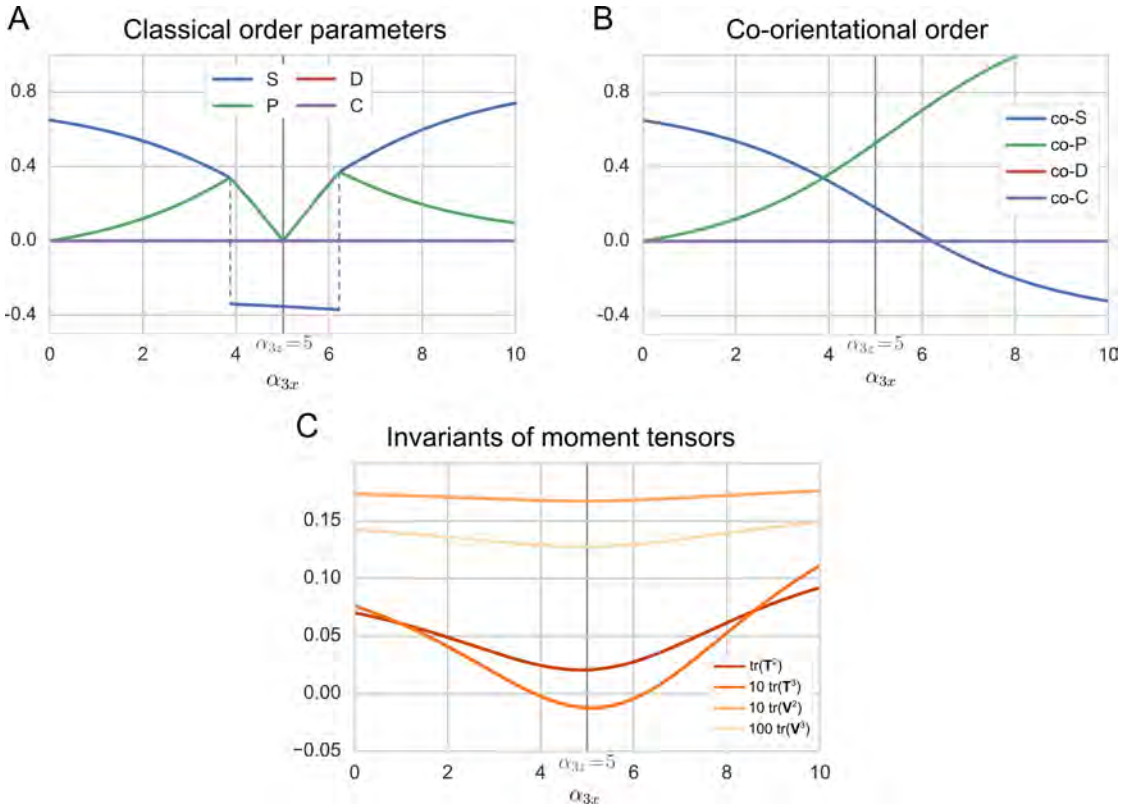 A
Classical order parameters
S
D
P
C
0.8
0.4
0.0
-0.4
0
2
4
6
8
10
α3z=5
α3x
B
Co-orientational order
co-S
co-P
co-D
co-C
0.8
0.4
0.0
-0.4
0
2
4
6
8
10
α3z=5
α3x
C
Invariants of moment tensors
0.15
0.10
0.05
0.00
−0.05
tr(T²)
10 tr(T³)
10 tr(V²)
100 tr(V³)
0
2
4
6
8
10
α3z=5
α3x